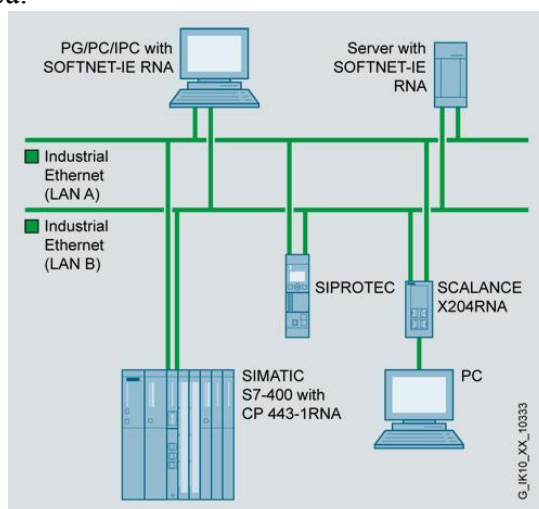 PG/PC/IPC with
SOFTNET-IE RNA
Server with
SOFTNET-IE
RNA
Industrial
Ethernet
(LAN A)
Industrial
Ethernet
(LAN B)
SIPROTEC
SCALANCE
X204RNA
SIMATIC
S7-400 with
CP 443-1RNA
PC
G_IK10_XX_10333